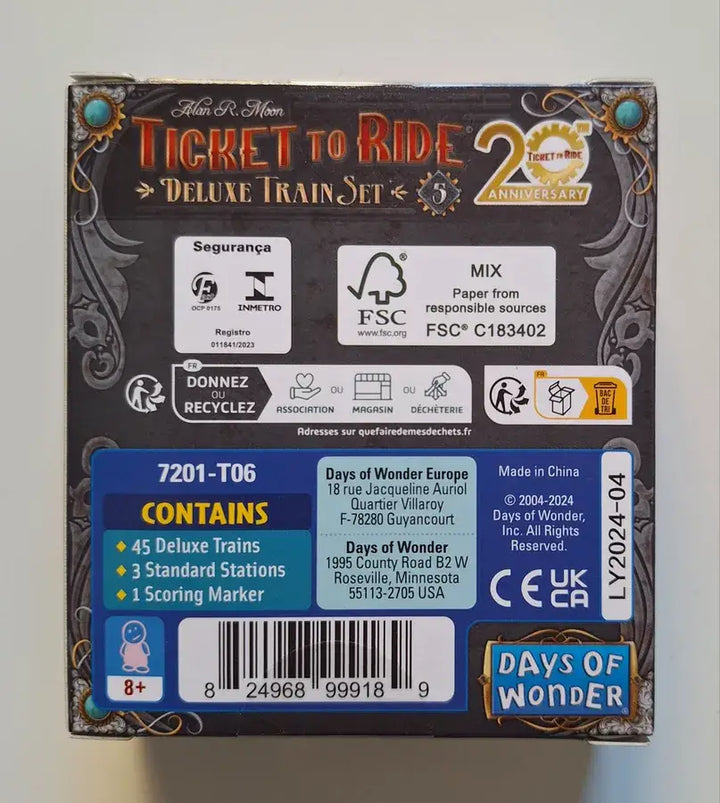 Alan R. Moon
TICKET TO RIDE®
DELUXE TRAIN SET 5
20TH
TICKET TO RIDE
ANNIVERSARY
Segurança
OCP 0175
INMETRO
Registro
011841/2023
FSC®
www.fsc.org
MIX
Paper from
responsible sources
FSC® C183402
FR
DONNEZ
OU
RECYCLEZ
ASSOCIATION OU MAGASIN OU DÉCHÈTERIE
Adresses sur quefairedemesdechets.fr
FR
BAC
DE
TRI
7201-T06
CONTAINS
45 Deluxe Trains
3 Standard Stations
1 Scoring Marker
Days of Wonder Europe
18 rue Jacqueline Auriol
Quartier Villaroy
F-78280 Guyancourt
Days of Wonder
1995 County Road B2 W
Roseville, Minnesota
55113-2705 USA
Made in China
© 2004-2024
Days of Wonder,
Inc. All Rights
Reserved.
CE UK
CA
LY2024-04
8+
8 24968 99918 9
DAYS OF
WONDER